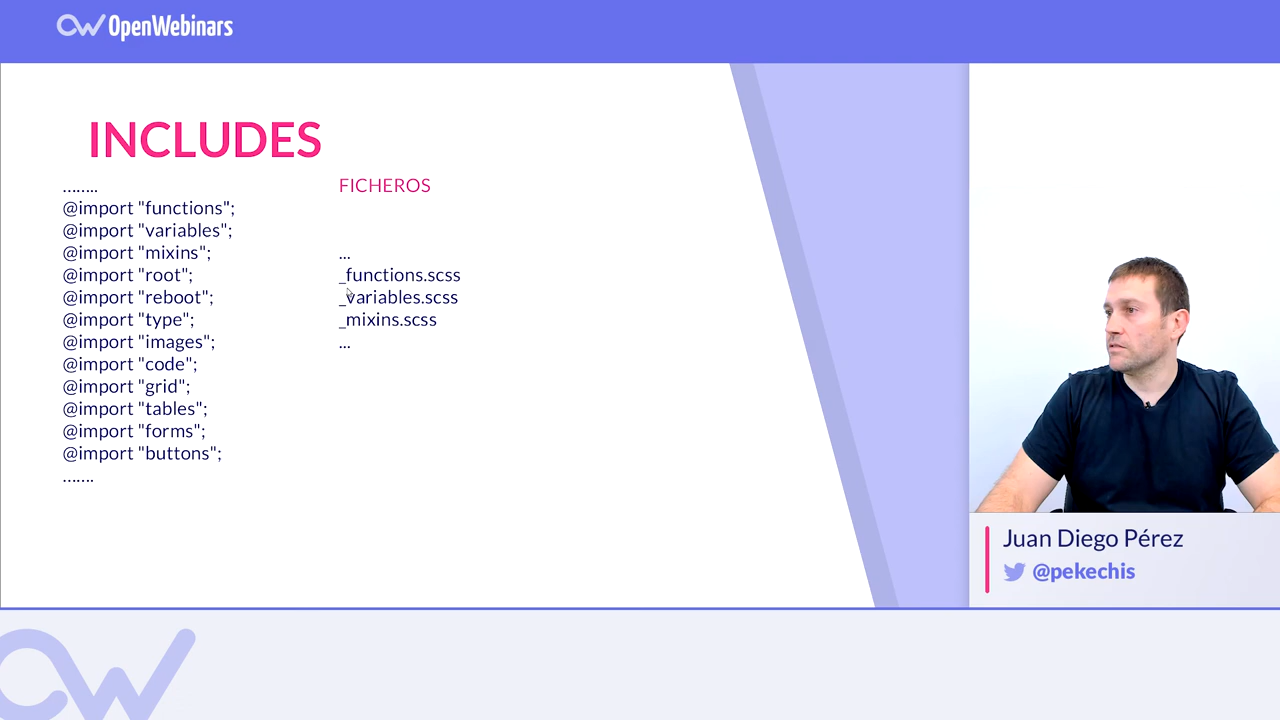 OpenWebinars
INCLUDES
........
@import "functions";
@import "variables";
@import "mixins";
@import "root";
@import "reboot";
@import "type";
@import "images";
@import "code";
@import "grid";
@import "tables";
@import "forms";
@import "buttons";
.......
FICHEROS
...
_functions.scss
_variables.scss
_mixins.scss
...
Juan Diego Pérez
@pekechis